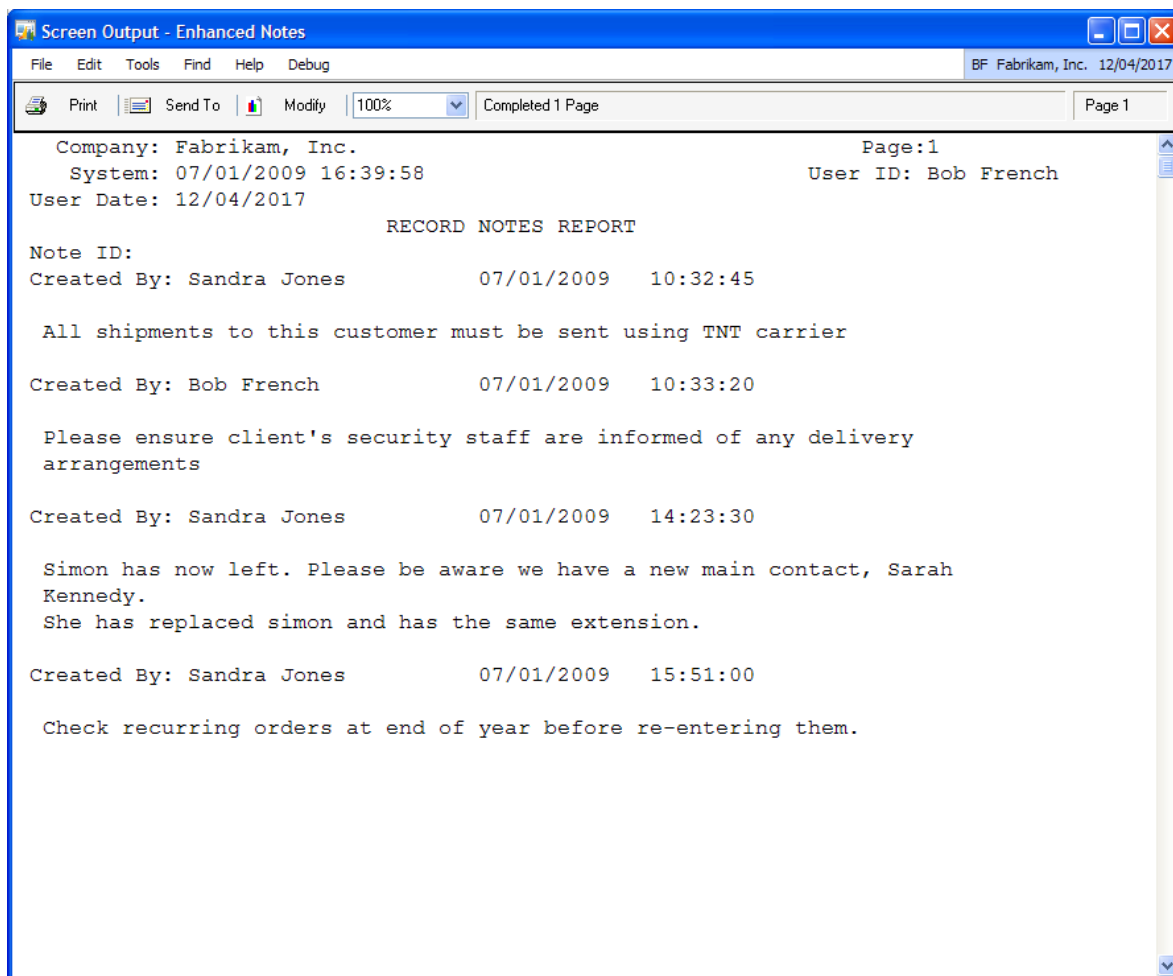 Screen Output - Enhanced Notes
File Edit Tools Find Help Debug BF Fabrikam, Inc. 12/04/2017
Print Send To Modify 100% Completed 1 Page Page 1
Company: Fabrikam, Inc. Page:1
System: 07/01/2009 16:39:58 User ID: Bob French
User Date: 12/04/2017
RECORD NOTES REPORT
Note ID:
Created By: Sandra Jones 07/01/2009 10:32:45
All shipments to this customer must be sent using TNT carrier
Created By: Bob French 07/01/2009 10:33:20
Please ensure client's security staff are informed of any delivery
arrangements
Created By: Sandra Jones 07/01/2009 14:23:30
Simon has now left. Please be aware we have a new main contact, Sarah
Kennedy.
She has replaced simon and has the same extension.
Created By: Sandra Jones 07/01/2009 15:51:00
Check recurring orders at end of year before re-entering them.